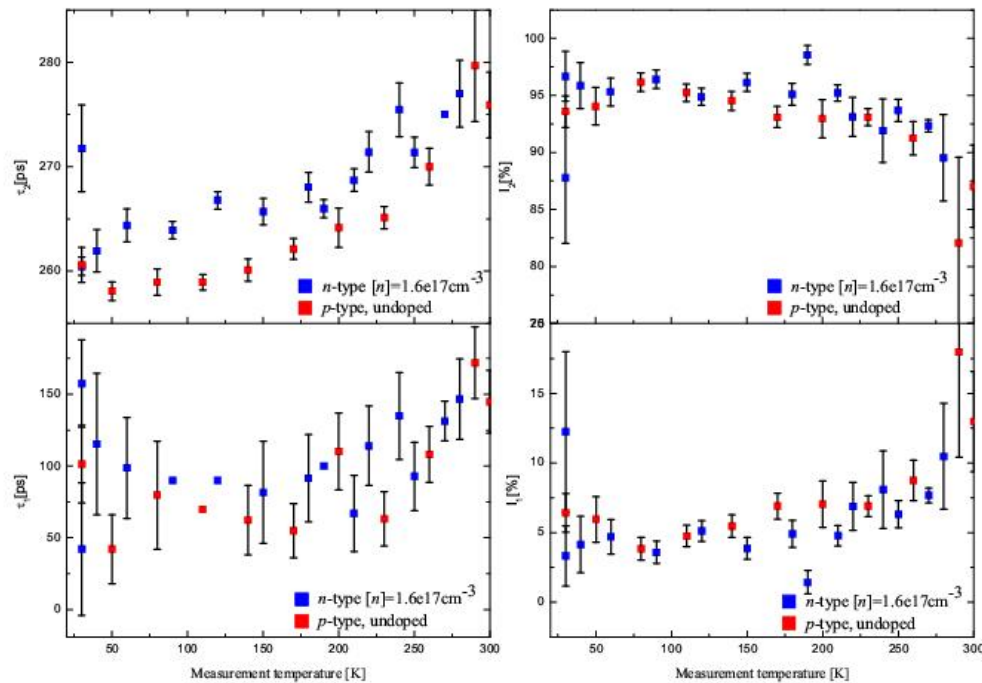 280
270
260
τ2[ps]
n-type [n]=1.6e17cm-3
p-type, undoped
100
95
90
85
80
I2[%]
n-type [n]=1.6e17cm-3
p-type, undoped
150
100
50
0
τ1[ps]
n-type [n]=1.6e17cm-3
p-type, undoped
50 100 150 200 250 300
Measurement temperature [K]
15
10
5
0
I1[%]
n-type [n]=1.6e17cm-3
p-type, undoped
50 100 150 200 250 300
Measurement temperature [K]